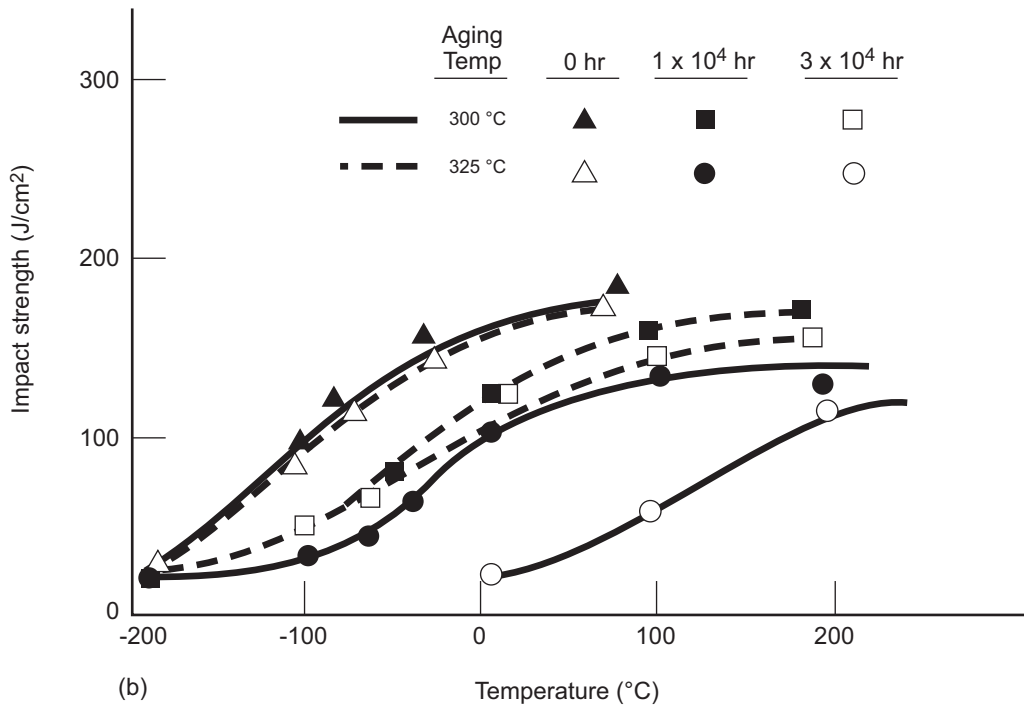 Aging
Temp
0 hr
1 x 10⁴ hr
3 x 10⁴ hr
300 °C
325 °C
Impact strength (J/cm²)
300
200
100
0
-200
-100
0
100
200
(b)
Temperature (°C)